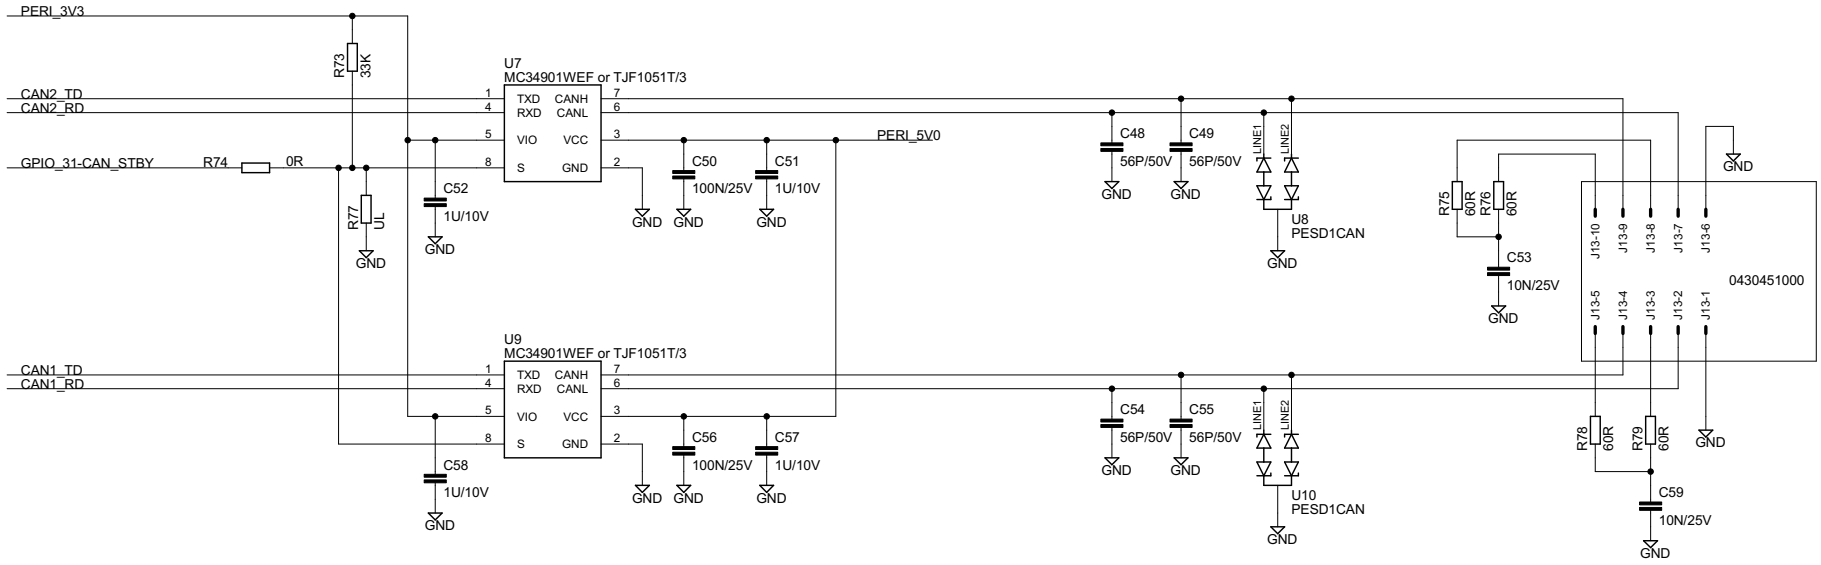 PERI_3V3
R73
33K
U7
MC34901WEF or TJF1051T/3
CAN2_TD
CAN2_RD
1
4
5
8
TXD CANH
RXD CANL
VIO VCC
S GND
7
6
3
2
PERI_5V0
GPIO_31-CAN_STBY
R74
0R
R77
UL
GND
C52
1U/10V
GND
GND
C50
100N/25V
GND
C51
1U/10V
GND
C48
56P/50V
GND
C49
56P/50V
GND
LINE1
LINE2
U8
PESD1CAN
GND
R75
60R
R76
60R
C53
10N/25V
GND
GND
J13-10
J13-9
J13-8
J13-7
J13-6
0430451000
J13-5
J13-4
J13-3
J13-2
J13-1
U9
MC34901WEF or TJF1051T/3
CAN1_TD
CAN1_RD
1
4
5
8
TXD CANH
RXD CANL
VIO VCC
S GND
7
6
3
2
C58
1U/10V
GND
GND
C56
100N/25V
GND
C57
1U/10V
GND
C54
56P/50V
GND
C55
56P/50V
GND
LINE1
LINE2
U10
PESD1CAN
GND
R78
60R
R79
60R
GND
C59
10N/25V
GND